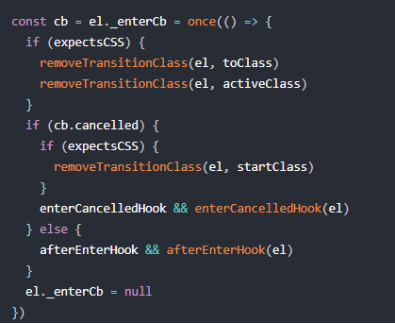 const cb = el._enterCb = once(() => {
  if (expectsCSS) {
    removeTransitionClass(el, toClass)
    removeTransitionClass(el, activeClass)
  }
  if (cb.cancelled) {
    if (expectsCSS) {
      removeTransitionClass(el, startClass)
    }
    enterCancelledHook && enterCancelledHook(el)
  } else {
    afterEnterHook && afterEnterHook(el)
  }
  el._enterCb = null
})